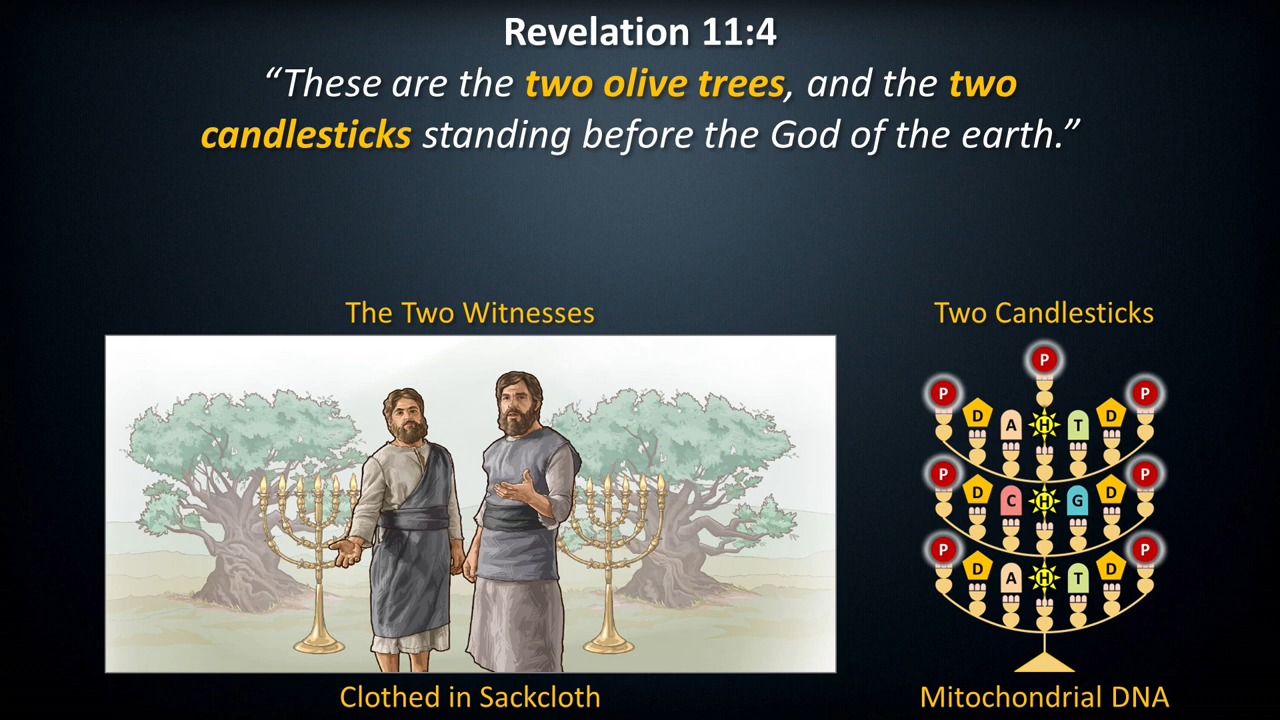 Revelation 11:4
“These are the two olive trees, and the two
candlesticks standing before the God of the earth.”
The Two Witnesses
Two Candlesticks
P
P P
D A H T D
P P
D C H G D
P P
D A H T D
Clothed in Sackcloth
Mitochondrial DNA